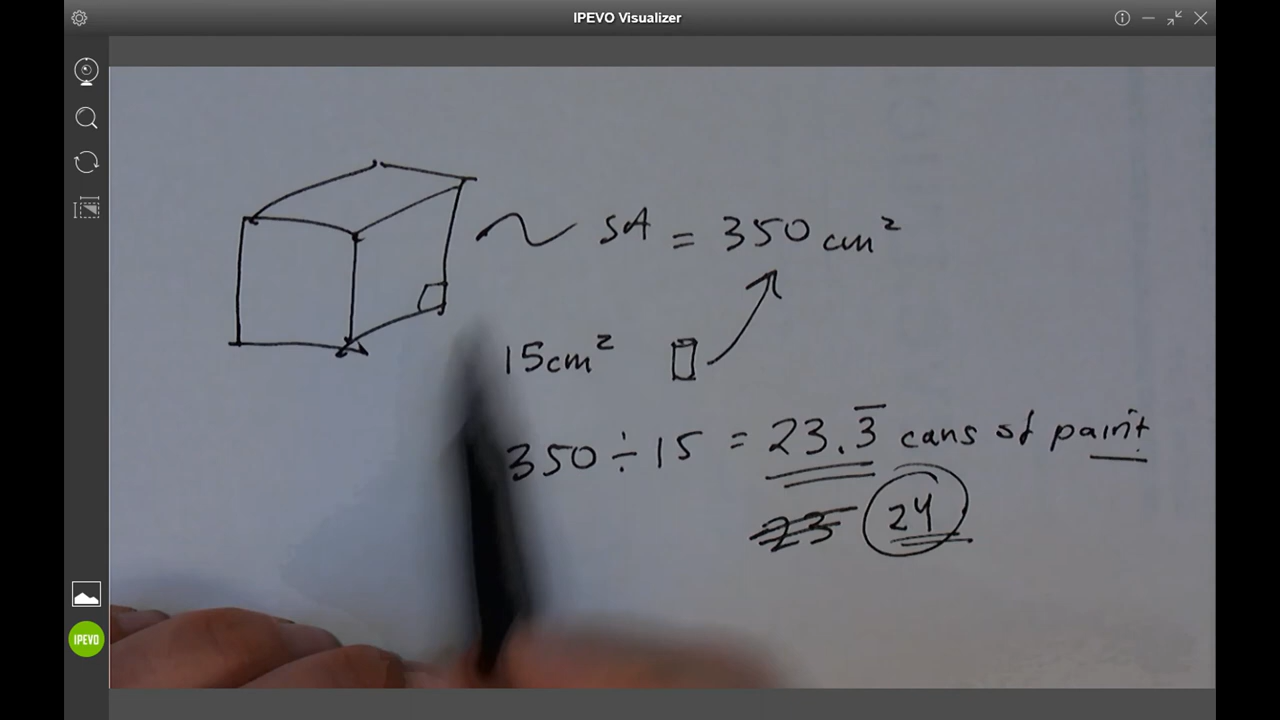 IPEVO Visualizer
SA = 350 cm²
15cm²
350 ÷ 15 = 23.3̅ cans of paint
23 24
IPEVO